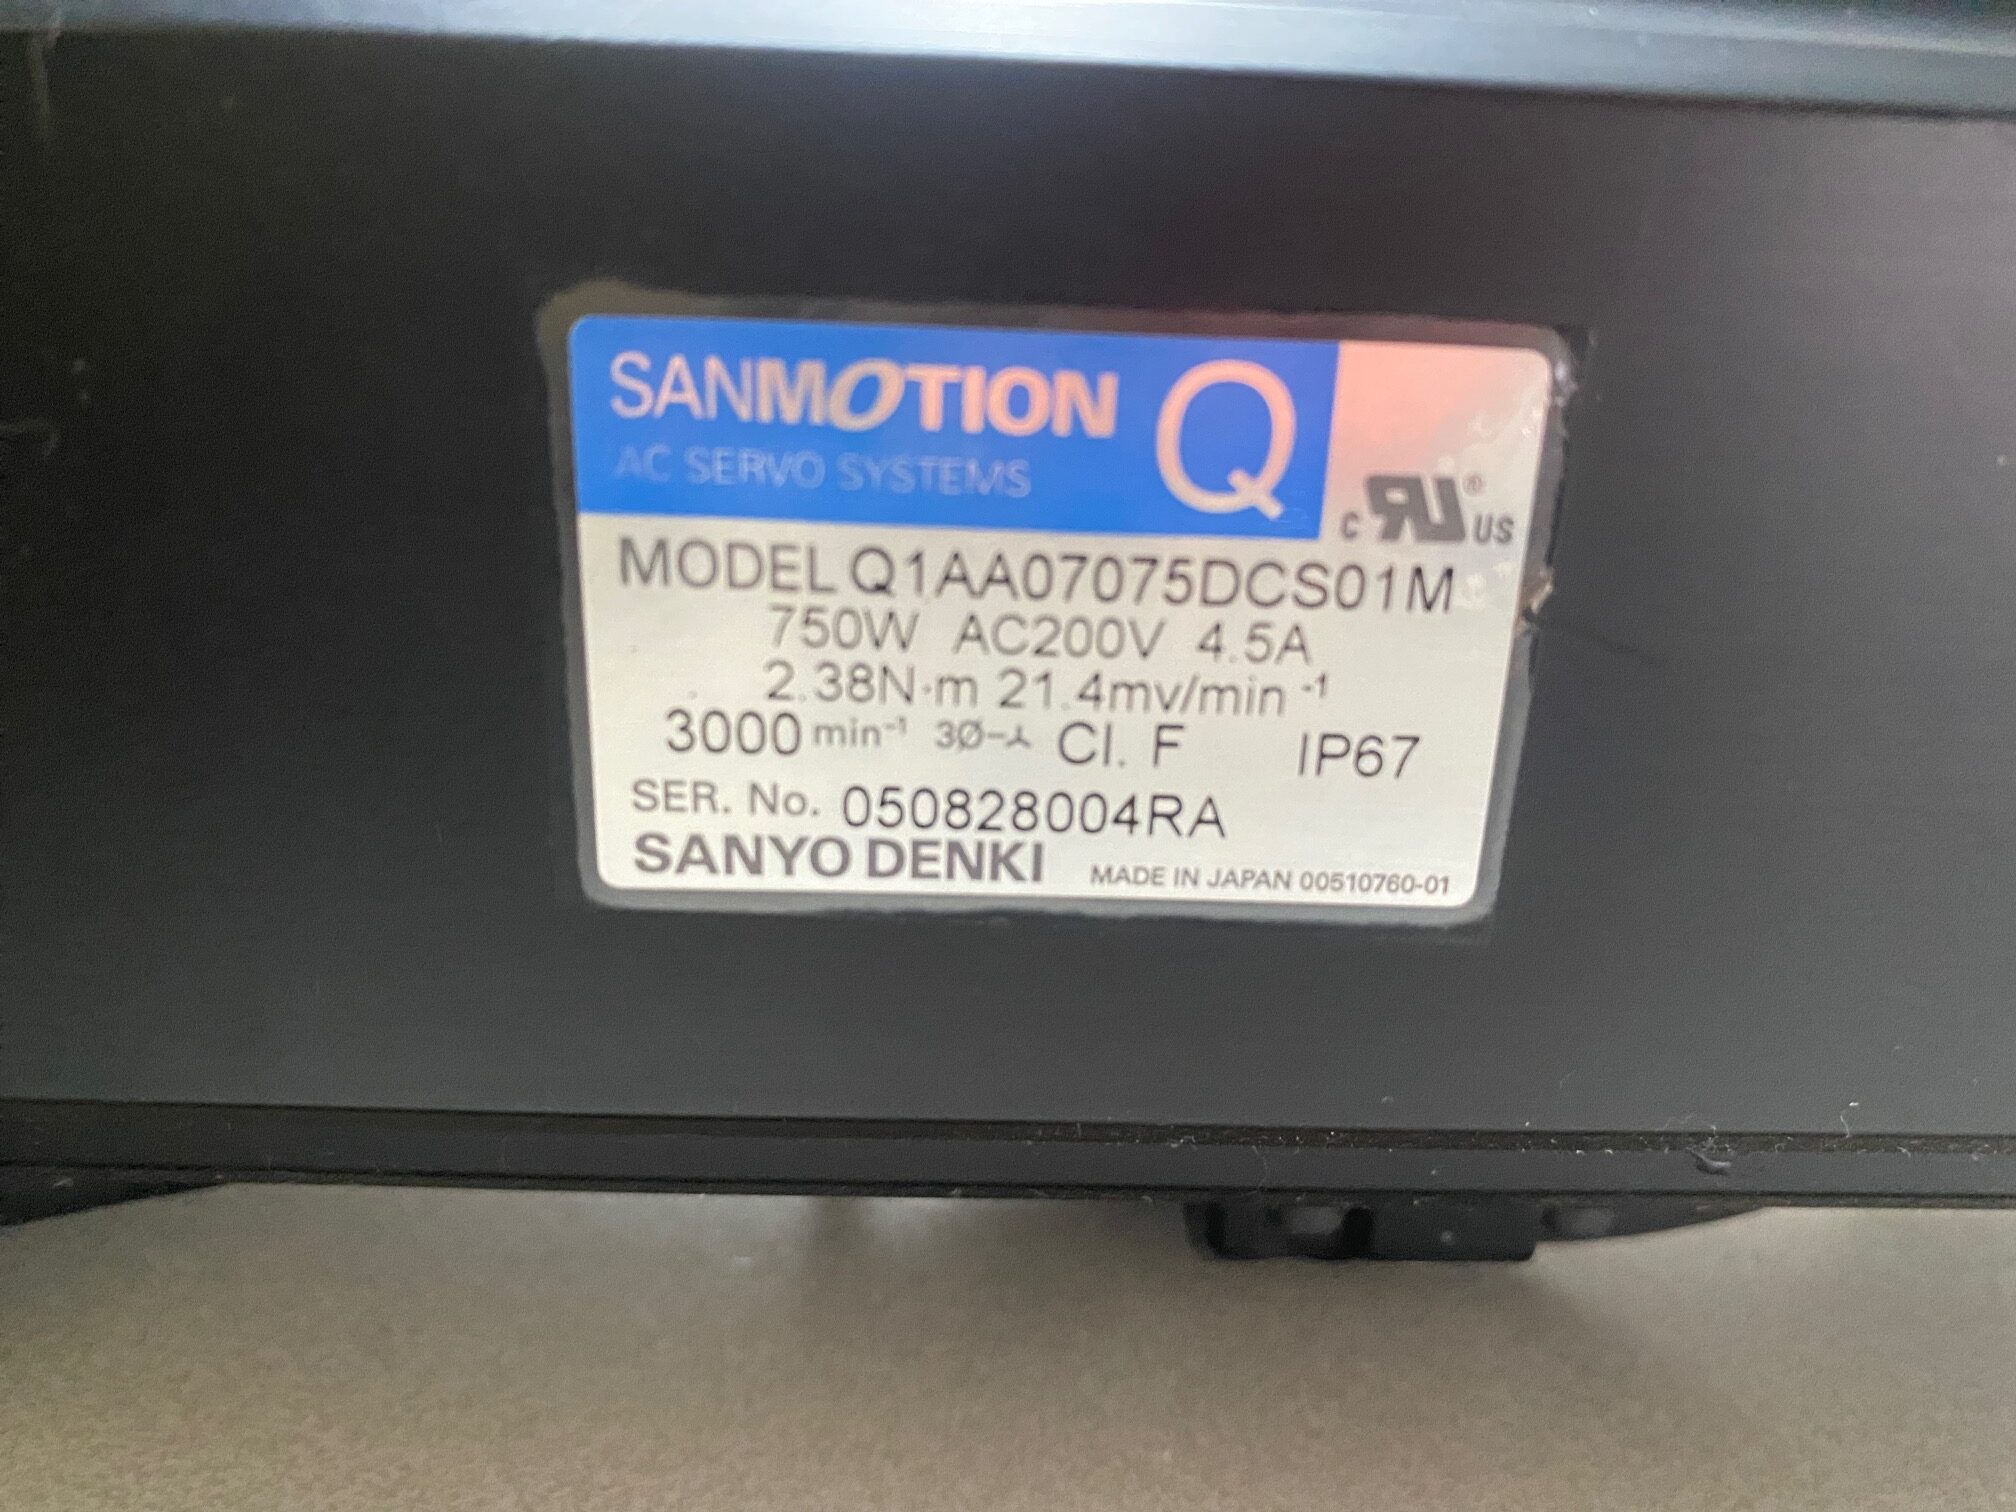 SANMOTION Q
AC SERVO SYSTEMS
c RU® US
MODEL Q1AA07075DCS01M
750W AC200V 4.5A
2.38N·m 21.4mv/min -1
3000 min-1 3Ø-⅄ Cl. F IP67
SER. No. 050828004RA
SANYO DENKI MADE IN JAPAN 00510760-01